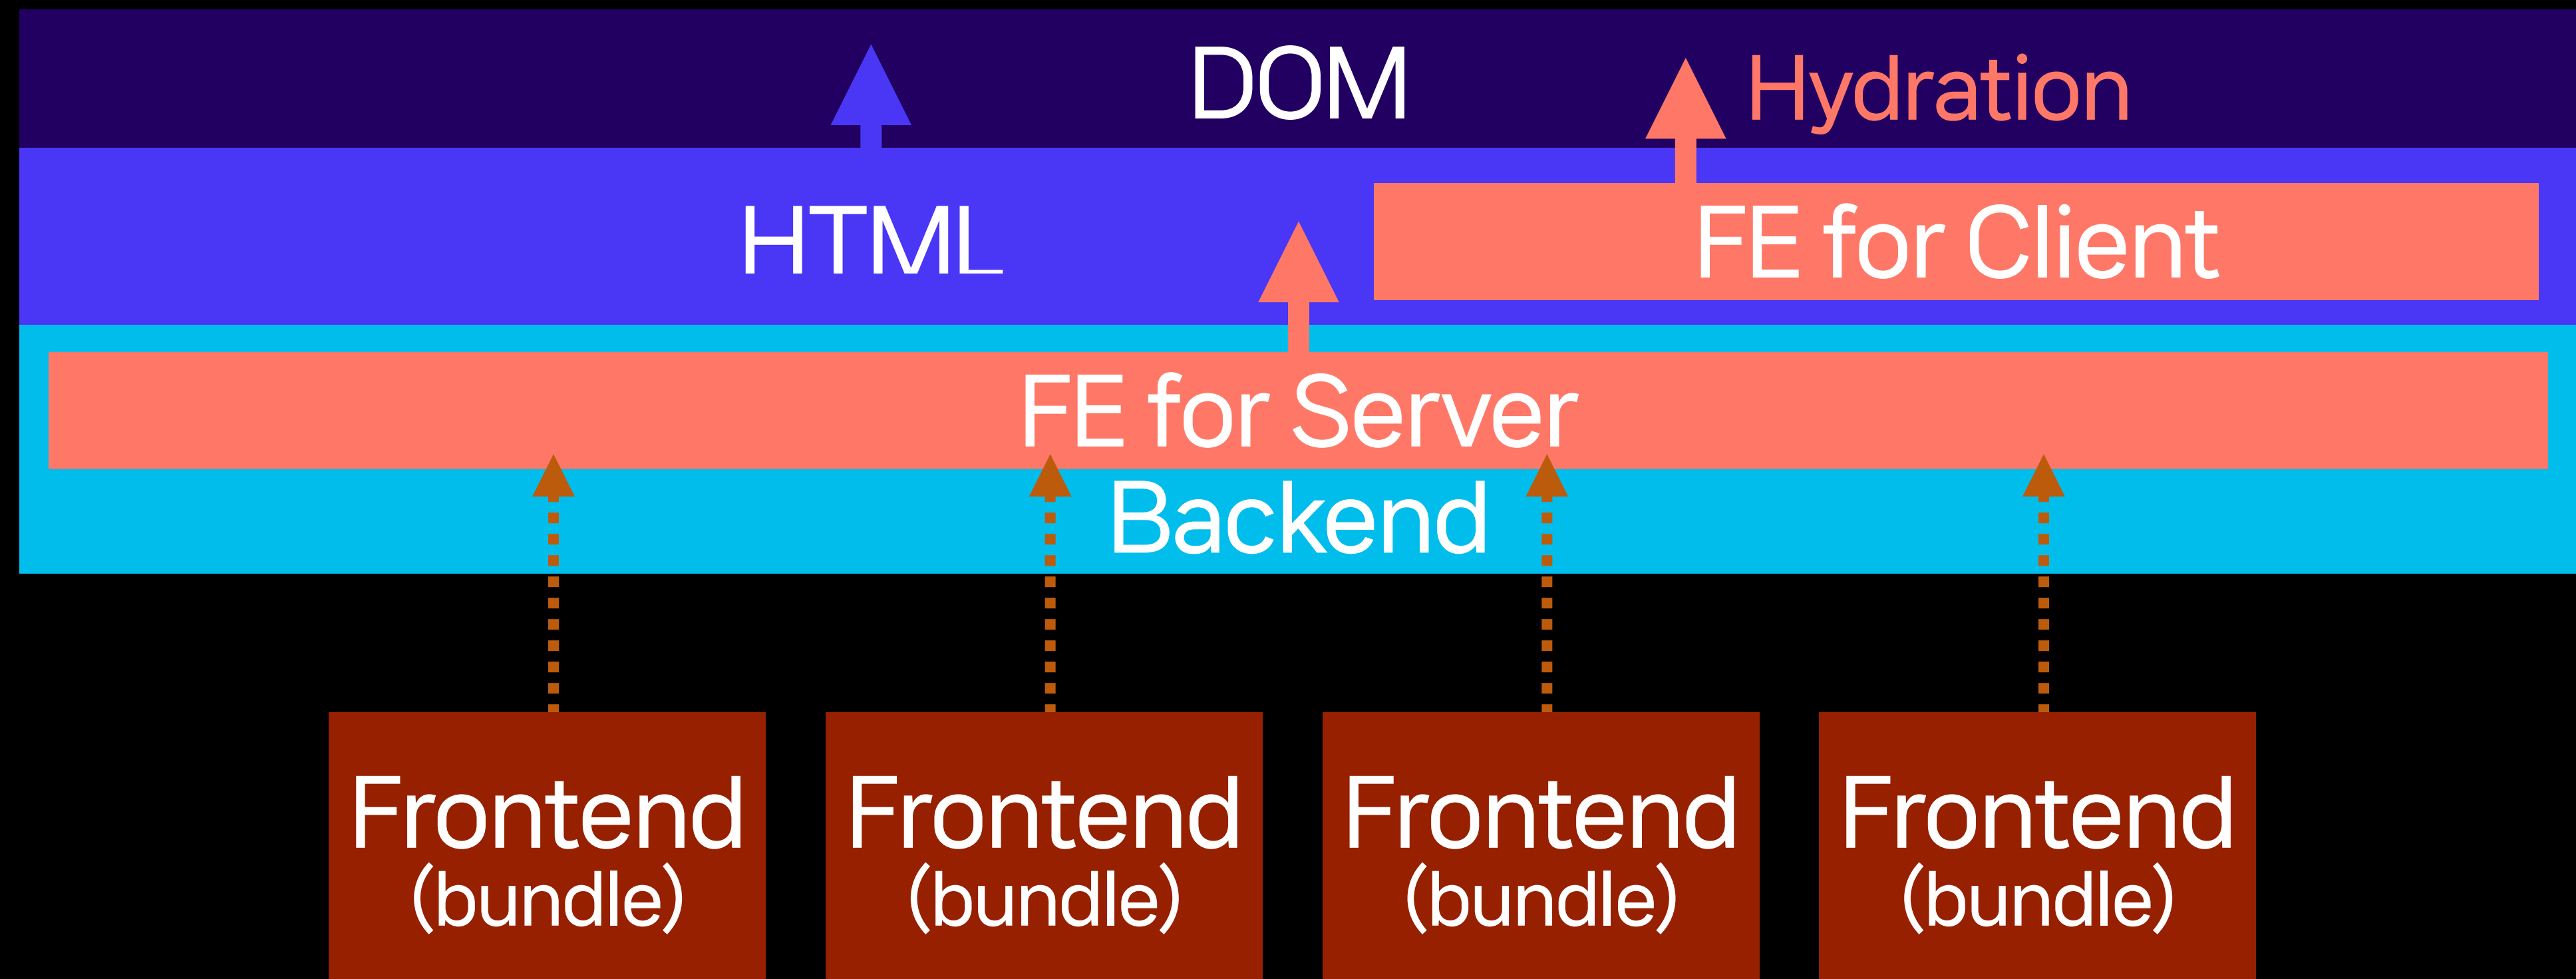 DOM
Hydration
HTML
FE for Client
FE for Server
Backend
Frontend
(bundle)
Frontend
(bundle)
Frontend
(bundle)
Frontend
(bundle)